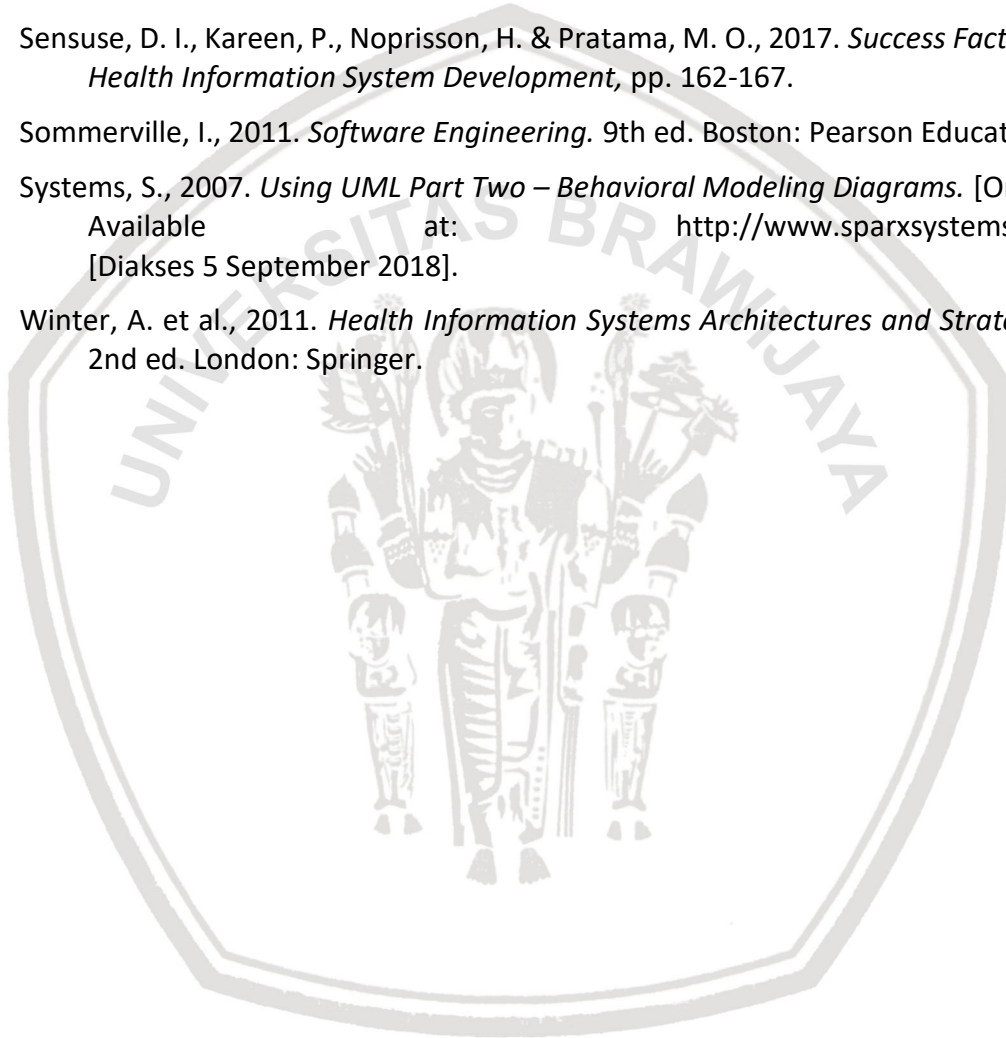 Sensuse, D. I., Kareen, P., Noprisson, H. & Pratama, M. O., 2017. Success Fact
Health Information System Development, pp. 162-167.
Sommerville, I., 2011. Software Engineering. 9th ed. Boston: Pearson Educat
Systems, S., 2007. Using UML Part Two – Behavioral Modeling Diagrams. [O
Available at: http://www.sparxsystems
[Diakses 5 September 2018].
Winter, A. et al., 2011. Health Information Systems Architectures and Strat
2nd ed. London: Springer.
UNIVERSITAS BRAWIJAYA